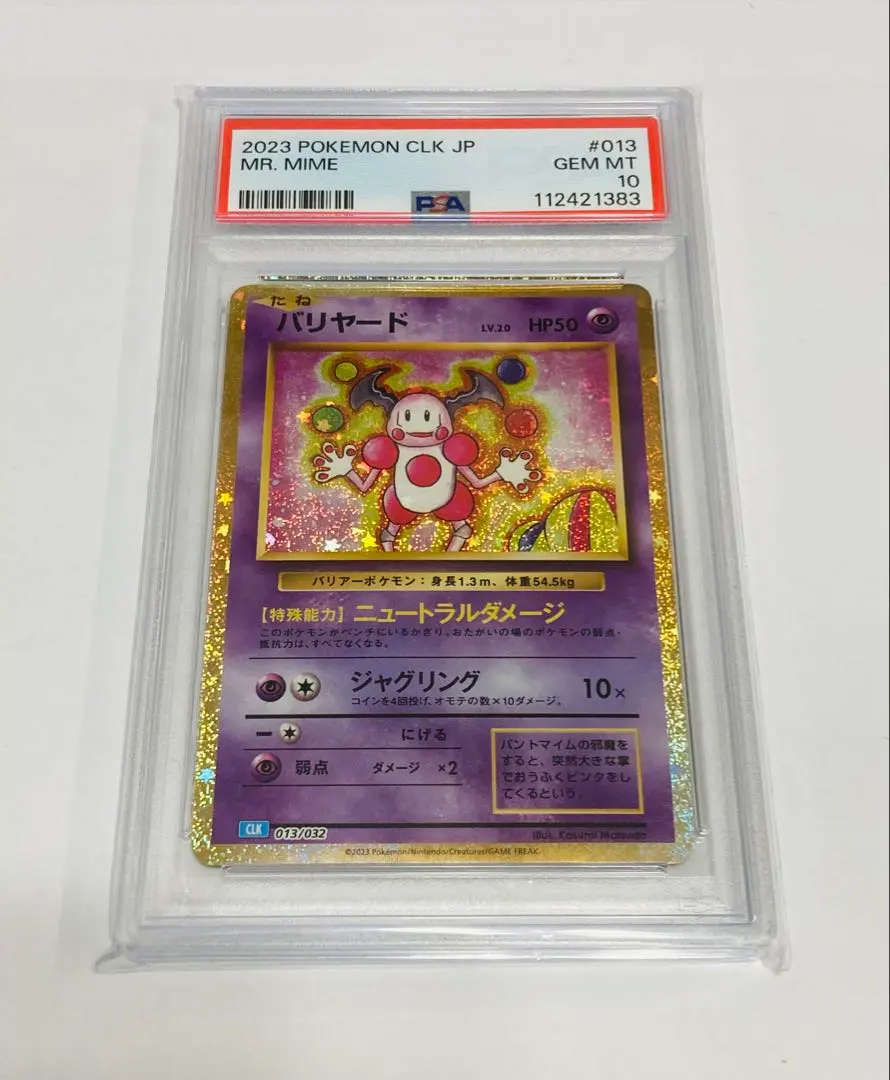 2023 POKEMON CLK JP #013
MR. MIME GEM MT
10
PSA 112421383
たね
バリヤード LV.20 HP50
バリアーポケモン：身長1.3m、体重54.5kg
【特殊能力】ニュートラルダメージ
このポケモンがベンチにいるかぎり、おたがいの場のポケモンの弱点・
抵抗力は、すべてなくなる。
ジャグリング 10×
コインを4回投げ、オモテの数×10ダメージ。
にげる
弱点 ダメージ ×2
パントマイムの邪魔を
すると、突然大きな掌
でおうふくビンタをし
てくるという。
CLK 013/032
Illus. Kasumi Matsuda
©2023 Pokémon/Nintendo/Creatures/GAME FREAK.